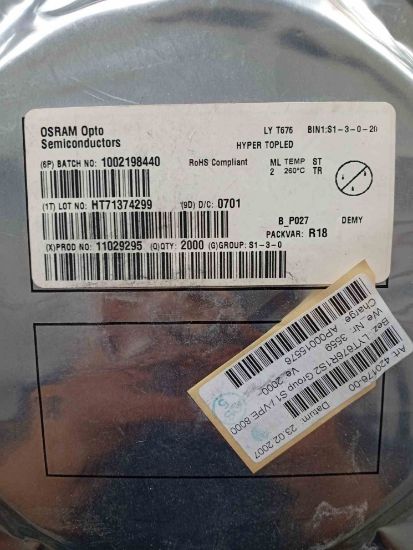 OSRAM Opto
Semiconductors
LY T676 BIN1:S1-3-0-20
HYPER TOPLED
(6P) BATCH NO: 1002198440
RoHS Compliant
ML TEMP ST
2 260°C TR
(1T) LOT NO: HT71374299
(9D) D/C: 0701
B_P027 DEMY
PACKVAR: R18
(X)PROD NO: 11029295 (Q)QTY: 2000 (G)GROUP: S1-3-0
Art. 420176-00
Datum: 23.02.2007
Bez. LYT676R1S2 Group S1 /VPE 8000
We. Nr. 3559
Charge AP00015576
Ve. 2000,-